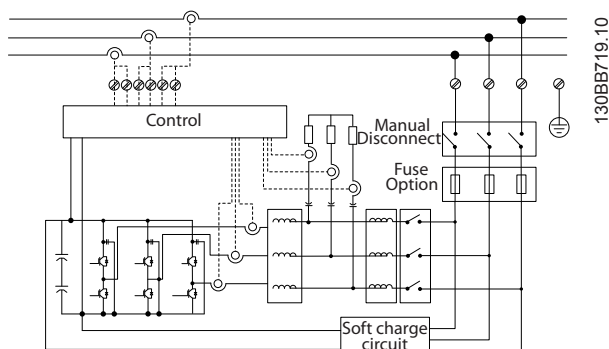 130BB719.10
Control
Manual
Disconnect
Fuse
Option
Soft charge
circuit